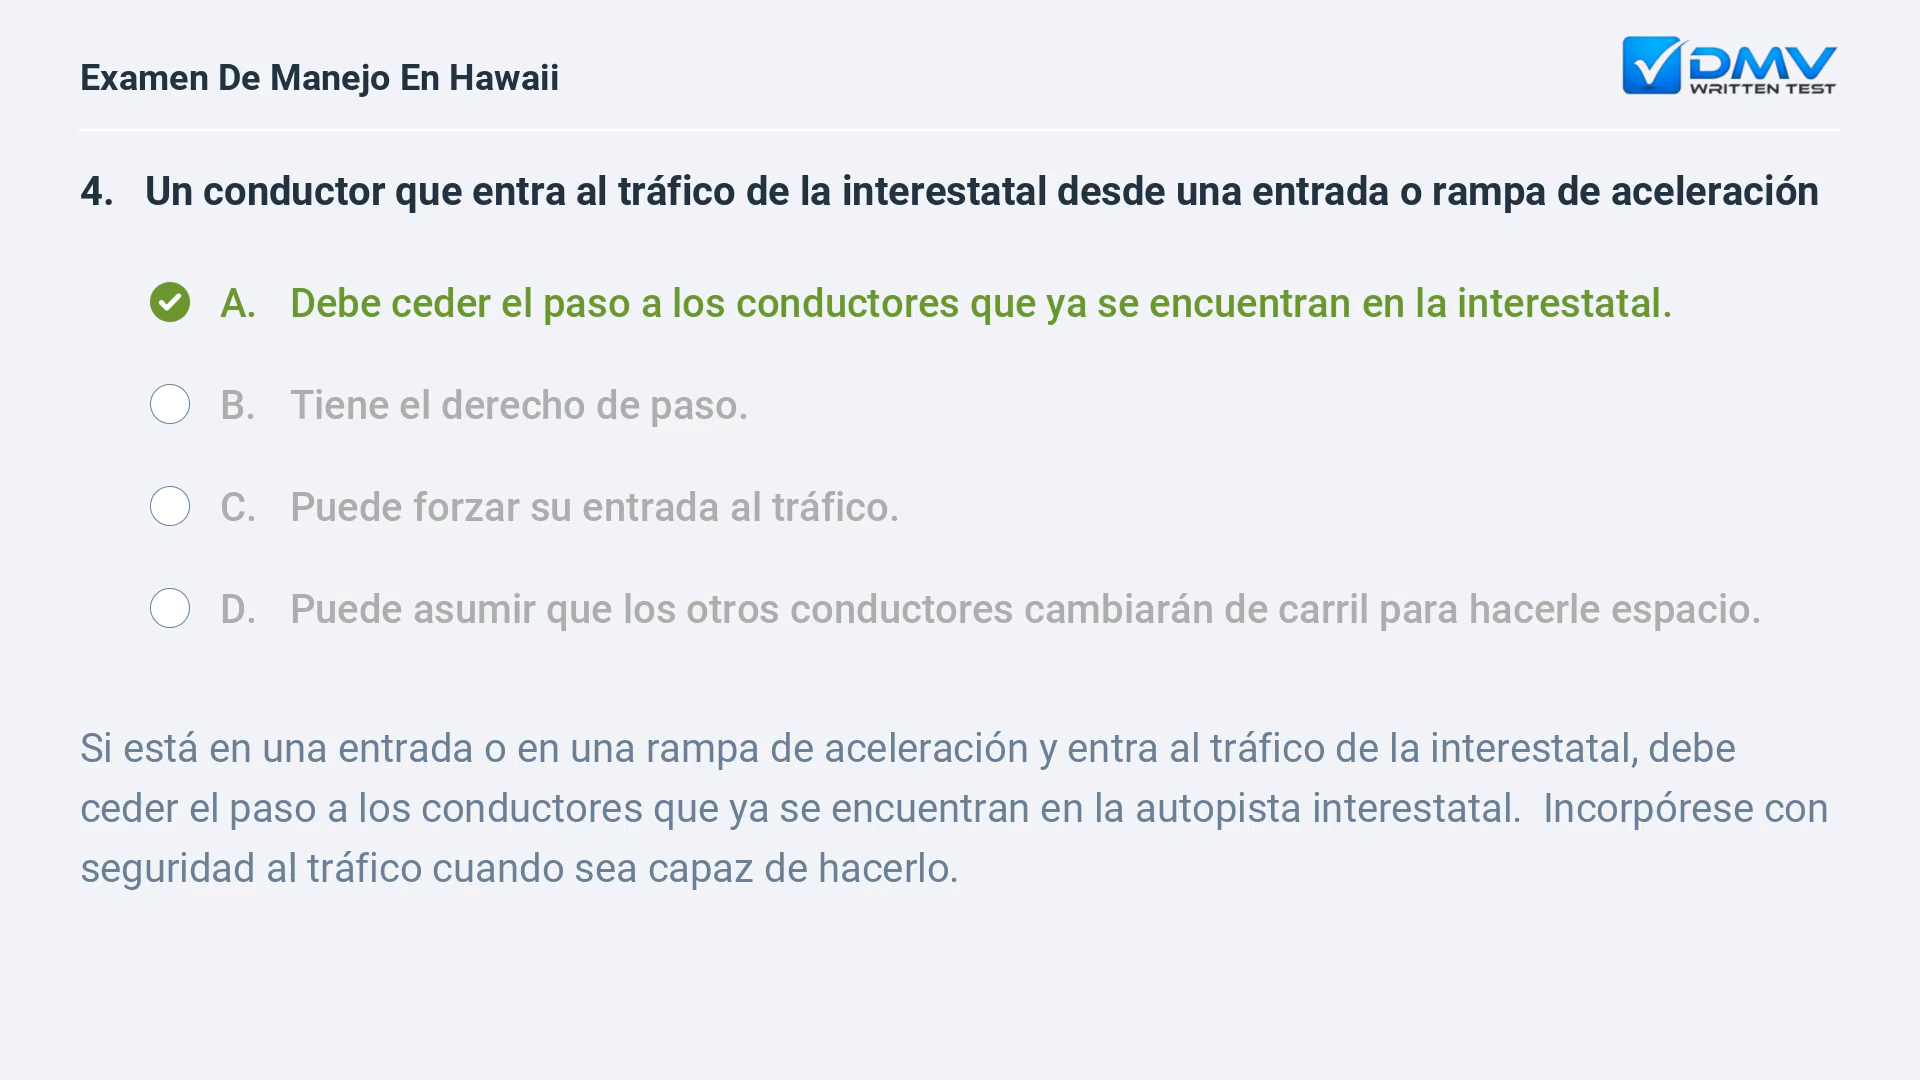 Examen De Manejo En Hawaii
DMV
WRITTEN TEST
4. Un conductor que entra al tráfico de la interestatal desde una entrada o rampa de aceleración
A. Debe ceder el paso a los conductores que ya se encuentran en la interestatal.
B. Tiene el derecho de paso.
C. Puede forzar su entrada al tráfico.
D. Puede asumir que los otros conductores cambiarán de carril para hacerle espacio.
Si está en una entrada o en una rampa de aceleración y entra al tráfico de la interestatal, debe
ceder el paso a los conductores que ya se encuentran en la autopista interestatal.  Incorpórese con
seguridad al tráfico cuando sea capaz de hacerlo.